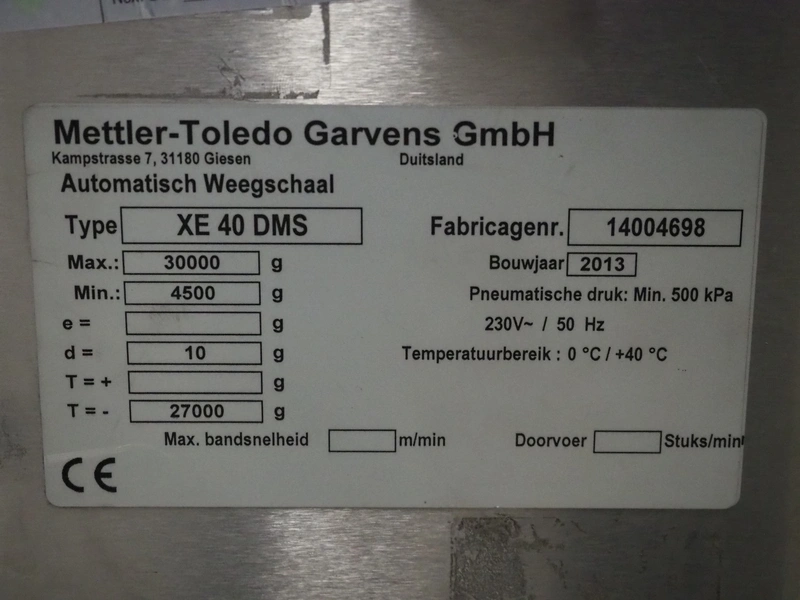 Mettler-Toledo Garvens GmbH
Kampstrasse 7, 31180 Giesen Duitsland
Automatisch Weegschaal
Type XE 40 DMS Fabricagenr. 14004698
Max.: 30000 g Bouwjaar 2013
Min.: 4500 g Pneumatische druk: Min. 500 kPa
e = g 230V~ / 50 Hz
d = 10 g Temperatuurbereik : 0 °C / +40 °C
T = + g
T = - 27000 g
Max. bandsnelheid m/min Doorvoer Stuks/min
CE